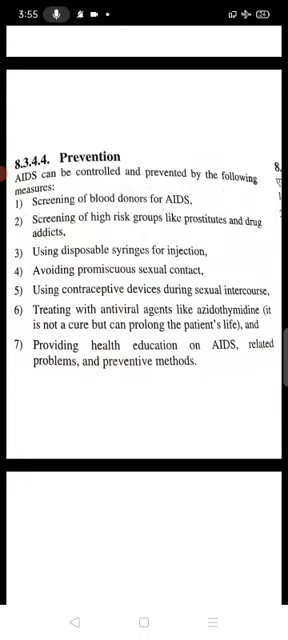 3:55
24
8.3.4.4. Prevention
AIDS can be controlled and prevented by the following
measures:
1) Screening of blood donors for AIDS,
2) Screening of high risk groups like prostitutes and drug
addicts,
3) Using disposable syringes for injection,
4) Avoiding promiscuous sexual contact,
5) Using contraceptive devices during sexual intercourse,
6) Treating with antiviral agents like azidothymidine (it
is not a cure but can prolong the patient's life), and
7) Providing health education on AIDS, related
problems, and preventive methods.
8.